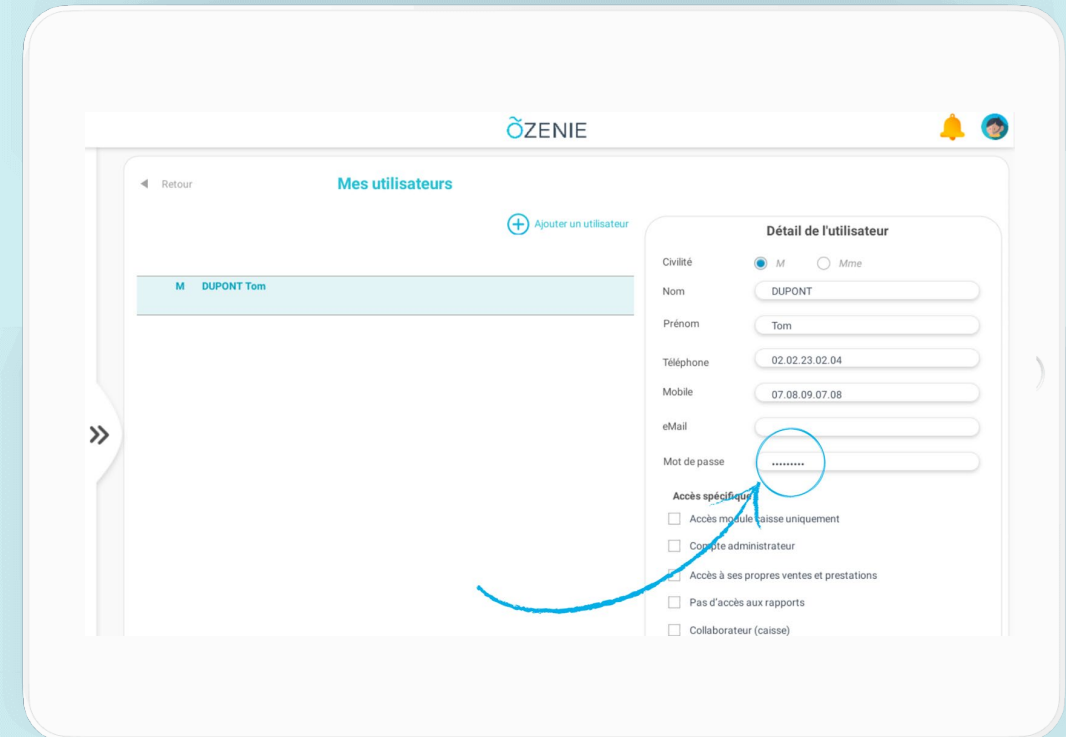 ÕZENIE
Retour
Mes utilisateurs
Ajouter un utilisateur
M DUPONT Tom
Détail de l'utilisateur
Civilité M Mme
Nom DUPONT
Prénom Tom
Téléphone 02.02.23.02.04
Mobile 07.08.09.07.08
eMail
Mot de passe .........
Accès spécifique
Accès module caisse uniquement
Compte administrateur
Accès à ses propres ventes et prestations
Pas d'accès aux rapports
Collaborateur (caisse)